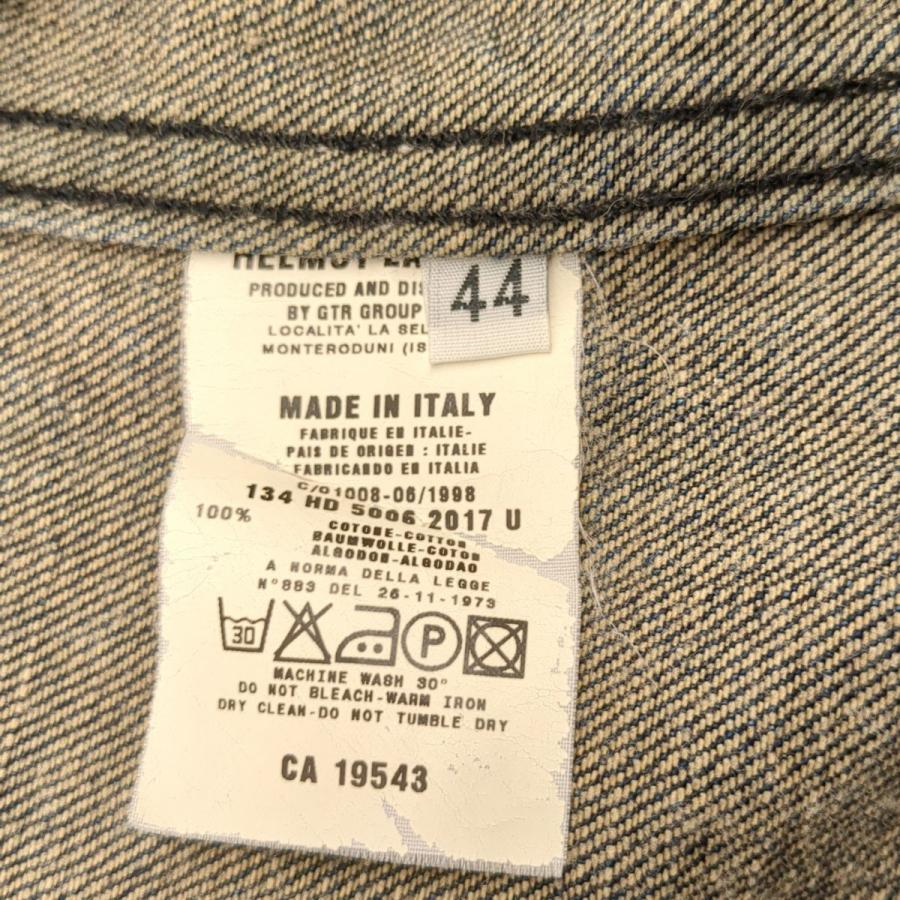 HELMUT LA
44
PRODUCED AND DIS
BY GTR GROUP
LOCALITA' LA SEL
MONTERODUNI (IS
MADE IN ITALY
FABRIQUE EN ITALIE-
PAIS DE ORIGEN : ITALIE
FABRICANDO EN ITALIA
C/01008-06/1998
134 HD 5006 2017 U
100%
COTONE-COTTON
BAUMWOLLE-COTON
ALGODON-ALGODAO
A NORMA DELLA LEGGE
N°883 DEL 26-11-1973
30
P
MACHINE WASH 30°
DO NOT BLEACH-WARM IRON
DRY CLEAN-DO NOT TUMBLE DRY
CA 19543